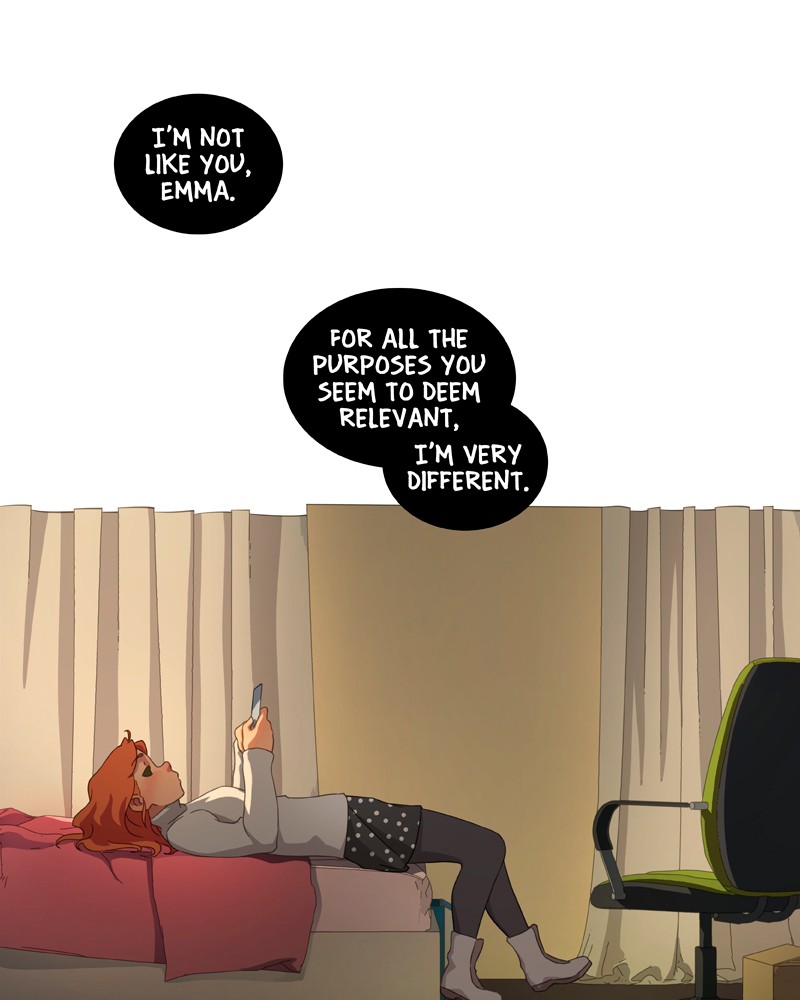 I'M NOT
LIKE YOU,
EMMA.
FOR ALL THE
PURPOSES YOU
SEEM TO DEEM
RELEVANT,
I'M VERY
DIFFERENT.